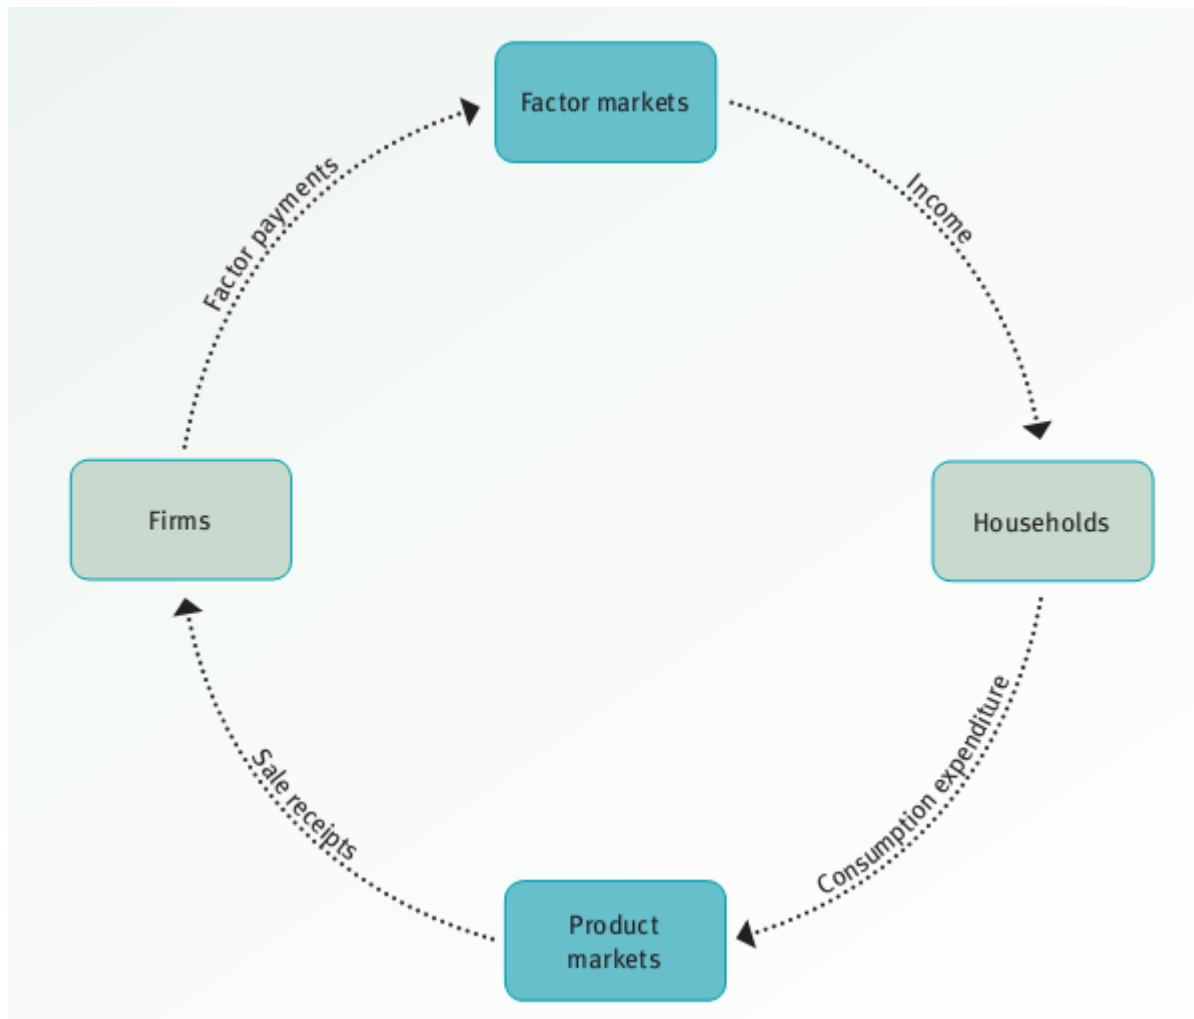 Factor markets
Factor payments
Income
Firms
Households
Sale receipts
Consumption expenditure
Product
markets